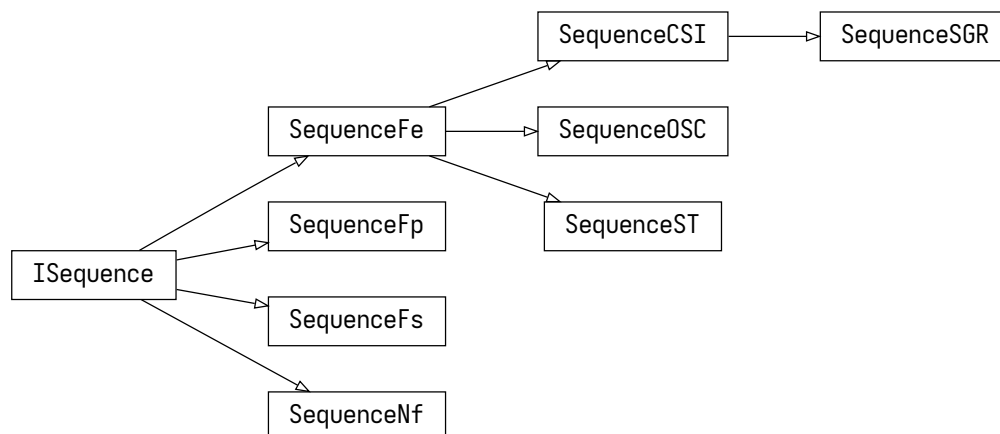 SequenceCSI
SequenceSGR
SequenceFe
SequenceOSC
SequenceFp
SequenceST
ISequence
SequenceFs
SequenceNf